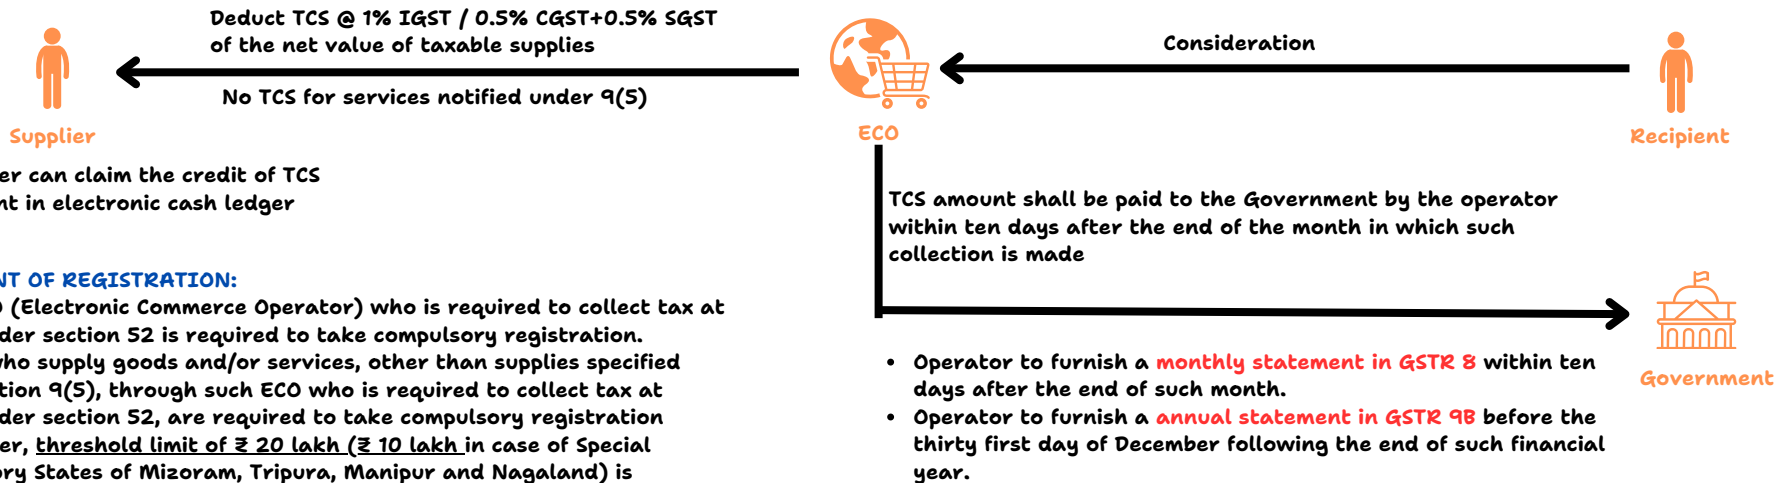 Deduct TCS @ 1% IGST / 0.5% CGST+0.5% SGST
of the net value of taxable supplies
No TCS for services notified under 9(5)
Consideration
Supplier
ECO
Recipient
er can claim the credit of TCS
nt in electronic cash ledger
TCS amount shall be paid to the Government by the operator
within ten days after the end of the month in which such
collection is made
NT OF REGISTRATION:
(Electronic Commerce Operator) who is required to collect tax at
der section 52 is required to take compulsory registration.
who supply goods and/or services, other than supplies specified
tion 9(5), through such ECO who is required to collect tax at
der section 52, are required to take compulsory registration
er, threshold limit of ₹ 20 lakh (₹ 10 lakh in case of Special
ory States of Mizoram, Tripura, Manipur and Nagaland) is
• Operator to furnish a monthly statement in GSTR 8 within ten
days after the end of such month.
• Operator to furnish a annual statement in GSTR 9B before the
thirty first day of December following the end of such financial
year.
Government